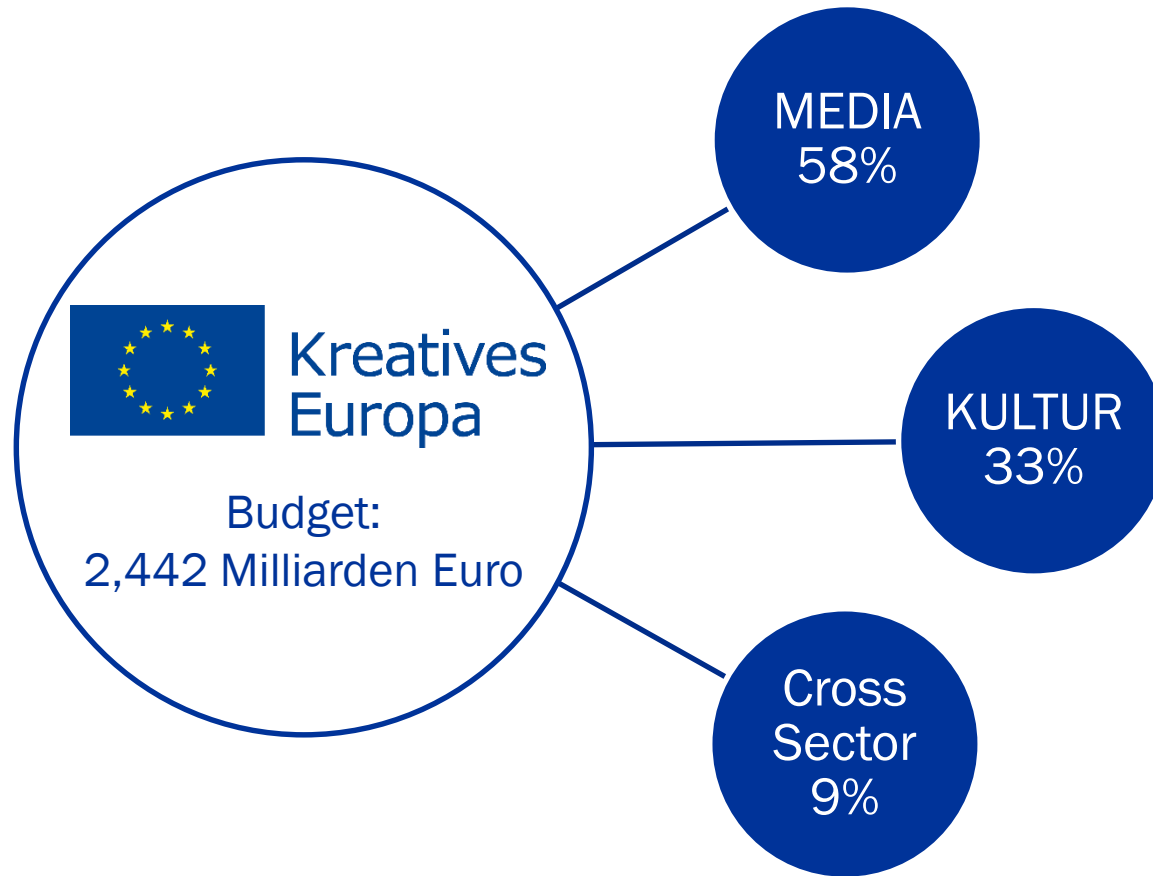 Kreatives
Europa
Budget:
2,442 Milliarden Euro
MEDIA
58%
KULTUR
33%
Cross
Sector
9%